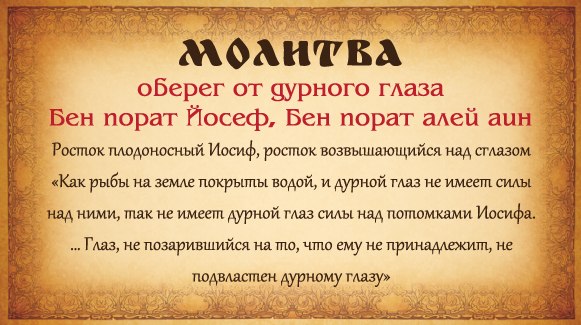 МОЛИТВА
оберег от дурного глаза
Бен порат Йосеф, Бен порат алей аин
Росток плодоносный Иосиф, росток возвышающийся над сглазом
«Как рыбы на земле покрыты водой, и дурной глаз не имеет силы
над ними, так не имеет дурной глаз силы над потомками Иосифа.
... Глаз, не позарившийся на то, что ему не принадлежит, не
подвластен дурному глазу»